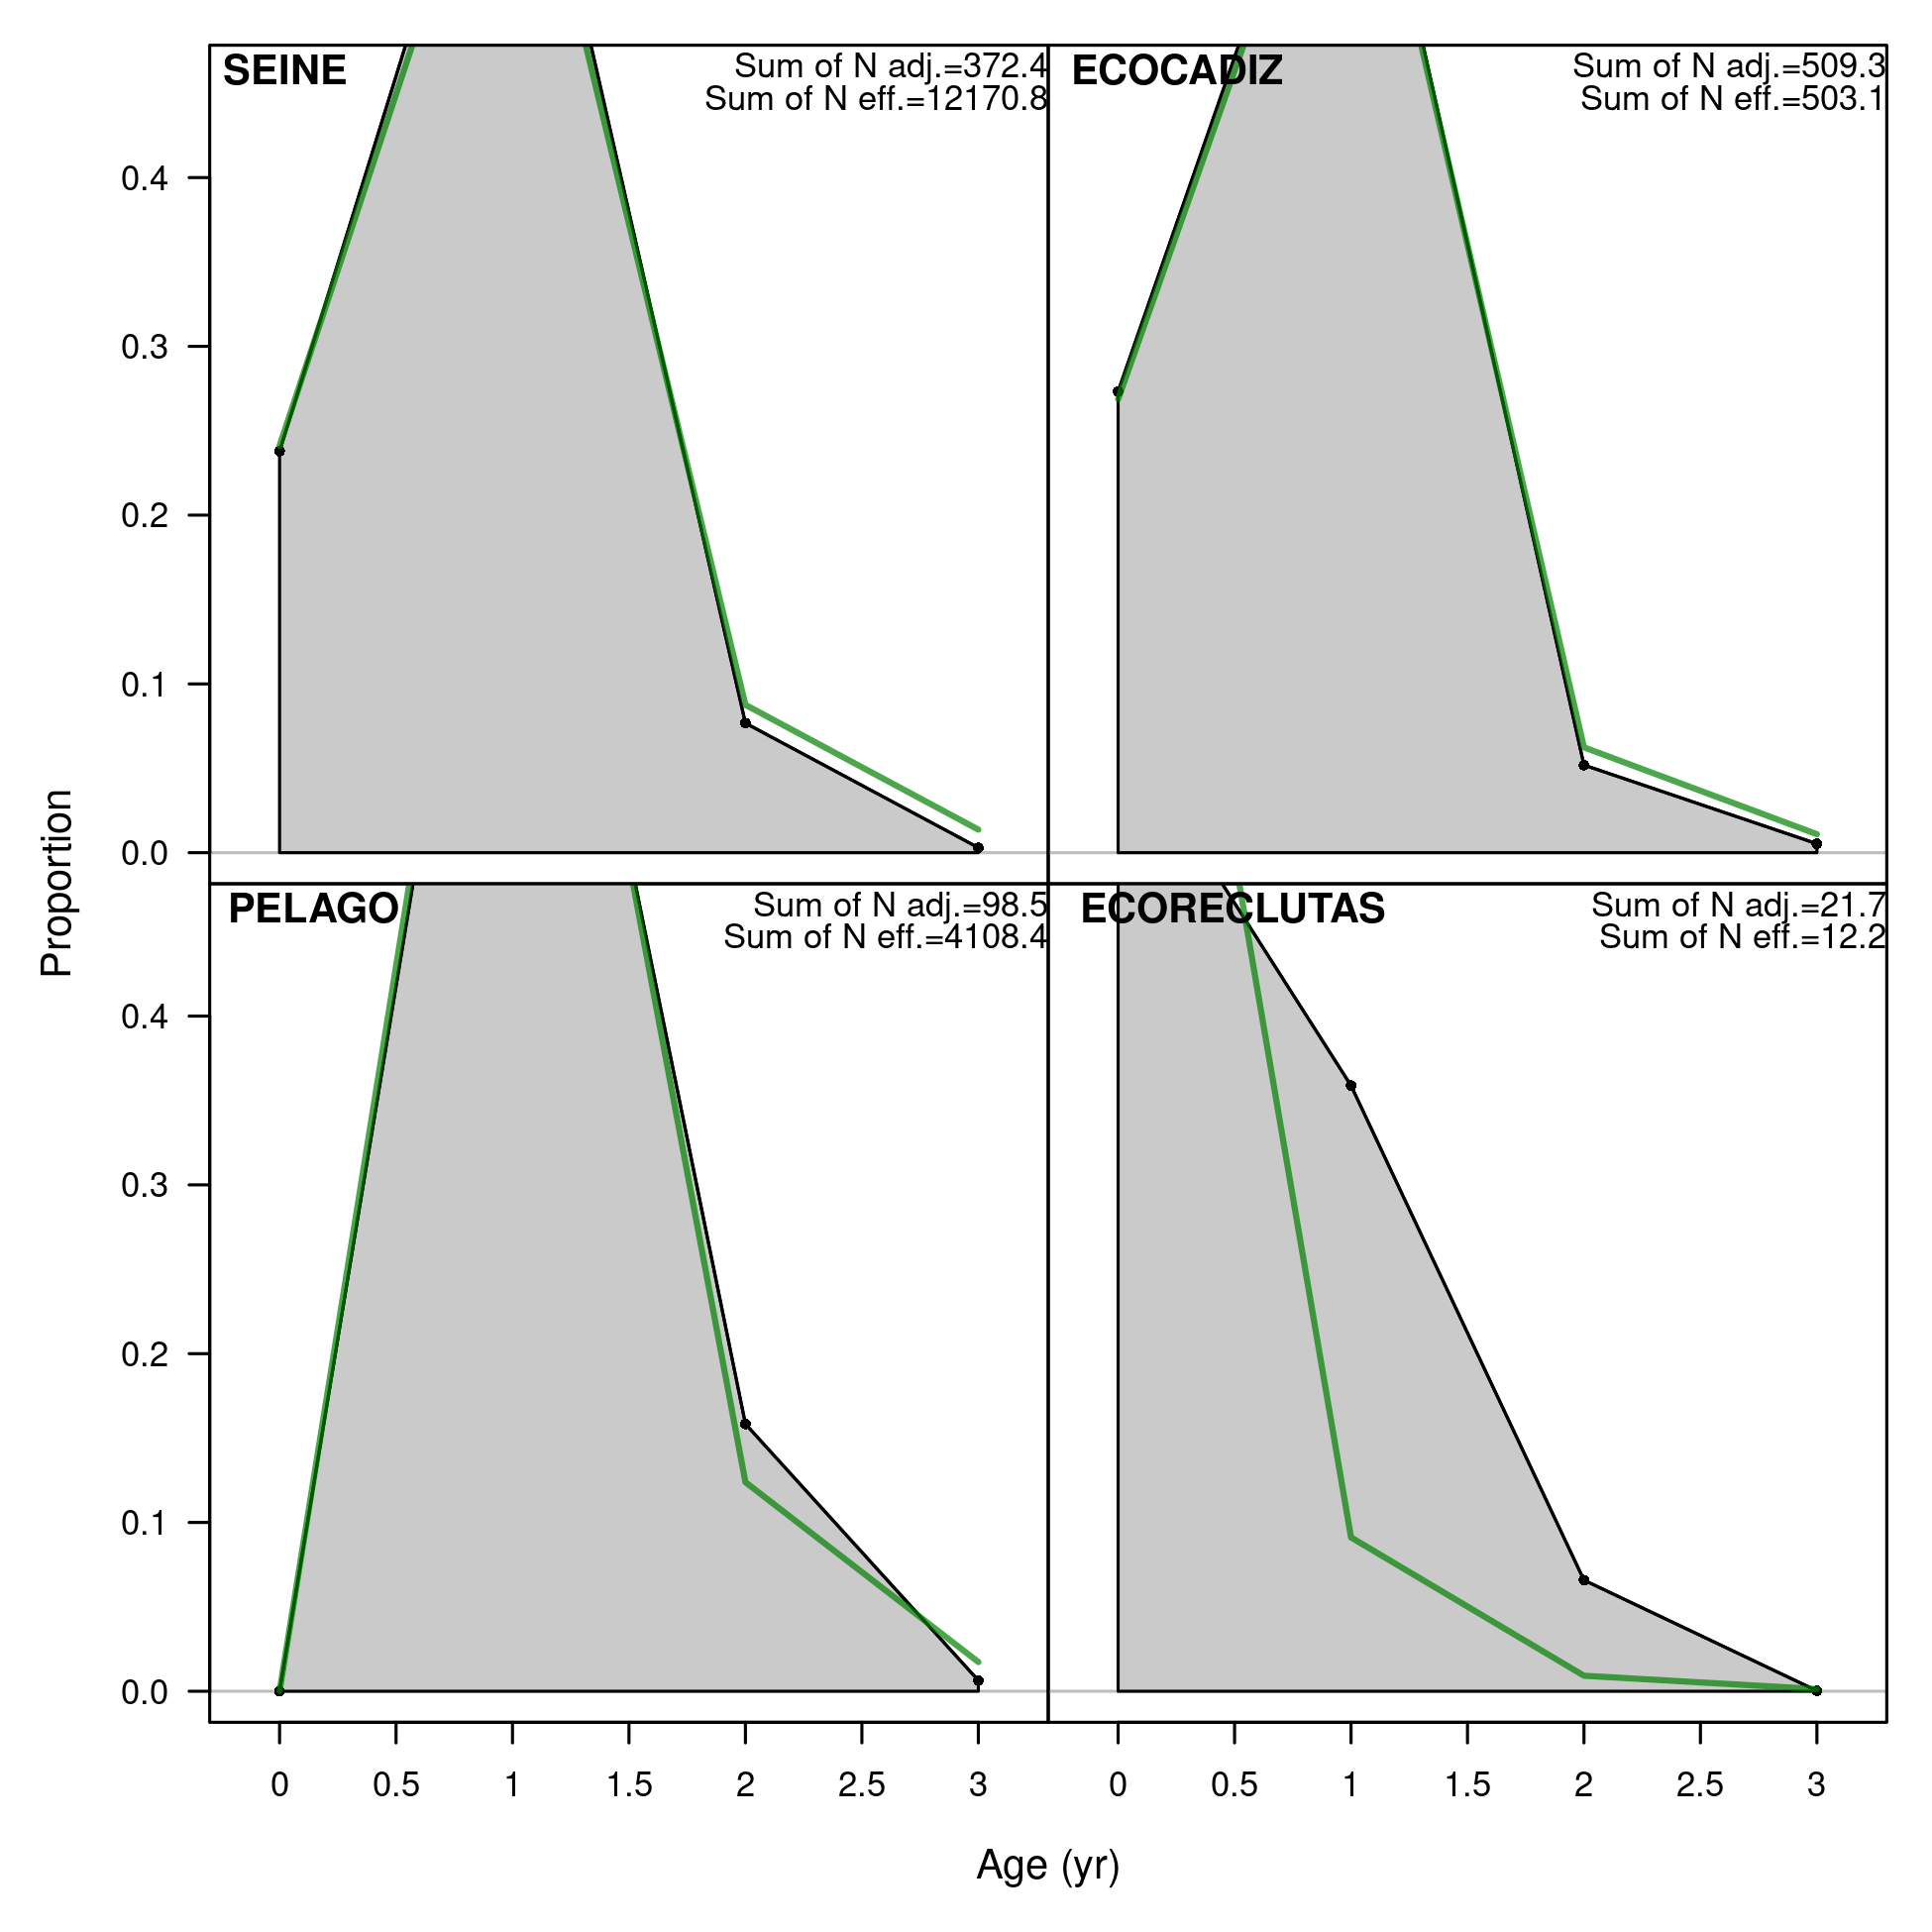 SEINE
Sum of N adj.=372.4
Sum of N eff.=12170.8
ECOCADIZ
Sum of N adj.=509.3
Sum of N eff.=503.1
0.4
0.3
0.2
0.1
0.0
PELAGO
Sum of N adj.=98.5
Sum of N eff.=4108.4
ECORECLUTAS
Sum of N adj.=21.7
Sum of N eff.=12.2
0.4
0.3
0.2
0.1
0.0
Proportion
0 0.5 1 1.5 2 2.5 3
0 0.5 1 1.5 2 2.5 3
Age (yr)